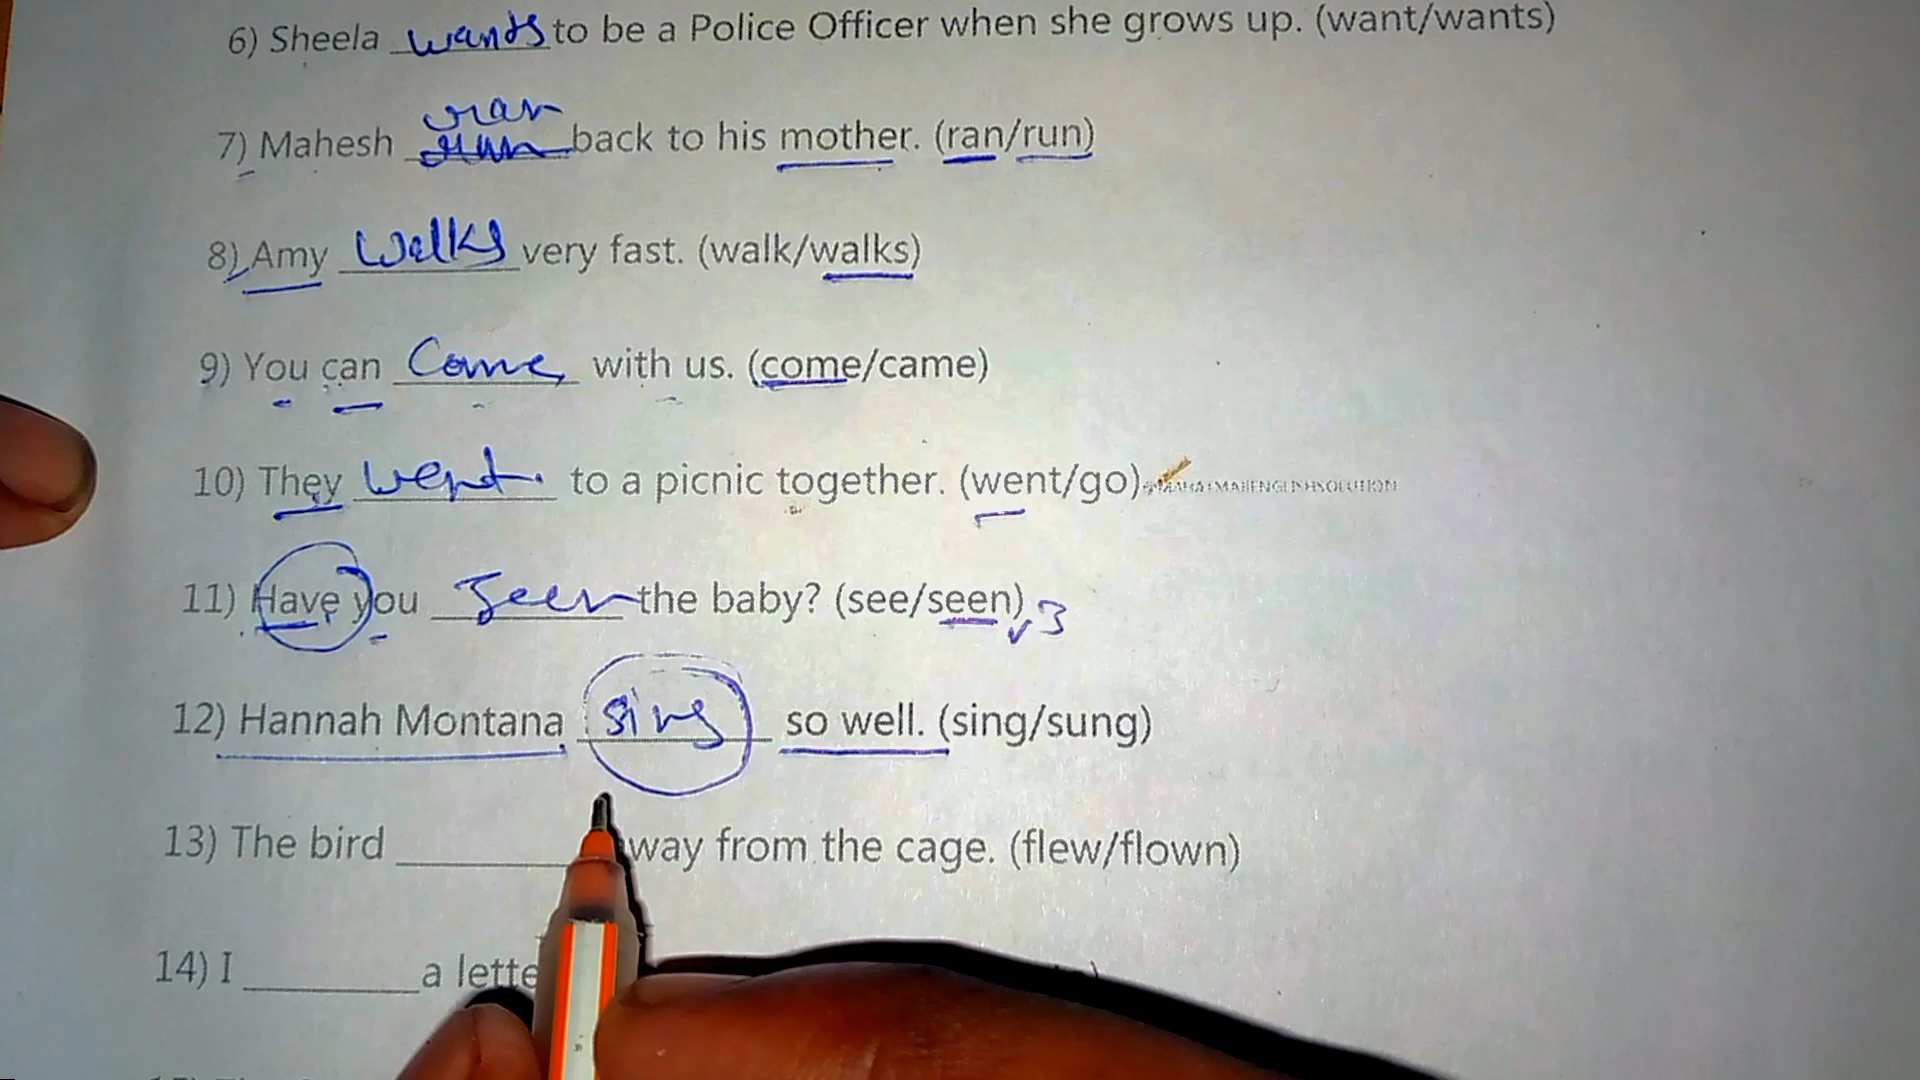 6) Sheela wants to be a Police Officer when she grows up. (want/wants)
ran
7) Mahesh run back to his mother. (ran/run)
8) Amy walks very fast. (walk/walks)
9) You can Come with us. (come/came)
10) They went to a picnic together. (went/go)
11) Have you seen the baby? (see/seen) 3
12) Hannah Montana sing so well. (sing/sung)
13) The bird ________ way from the cage. (flew/flown)
14) I ________ a lette